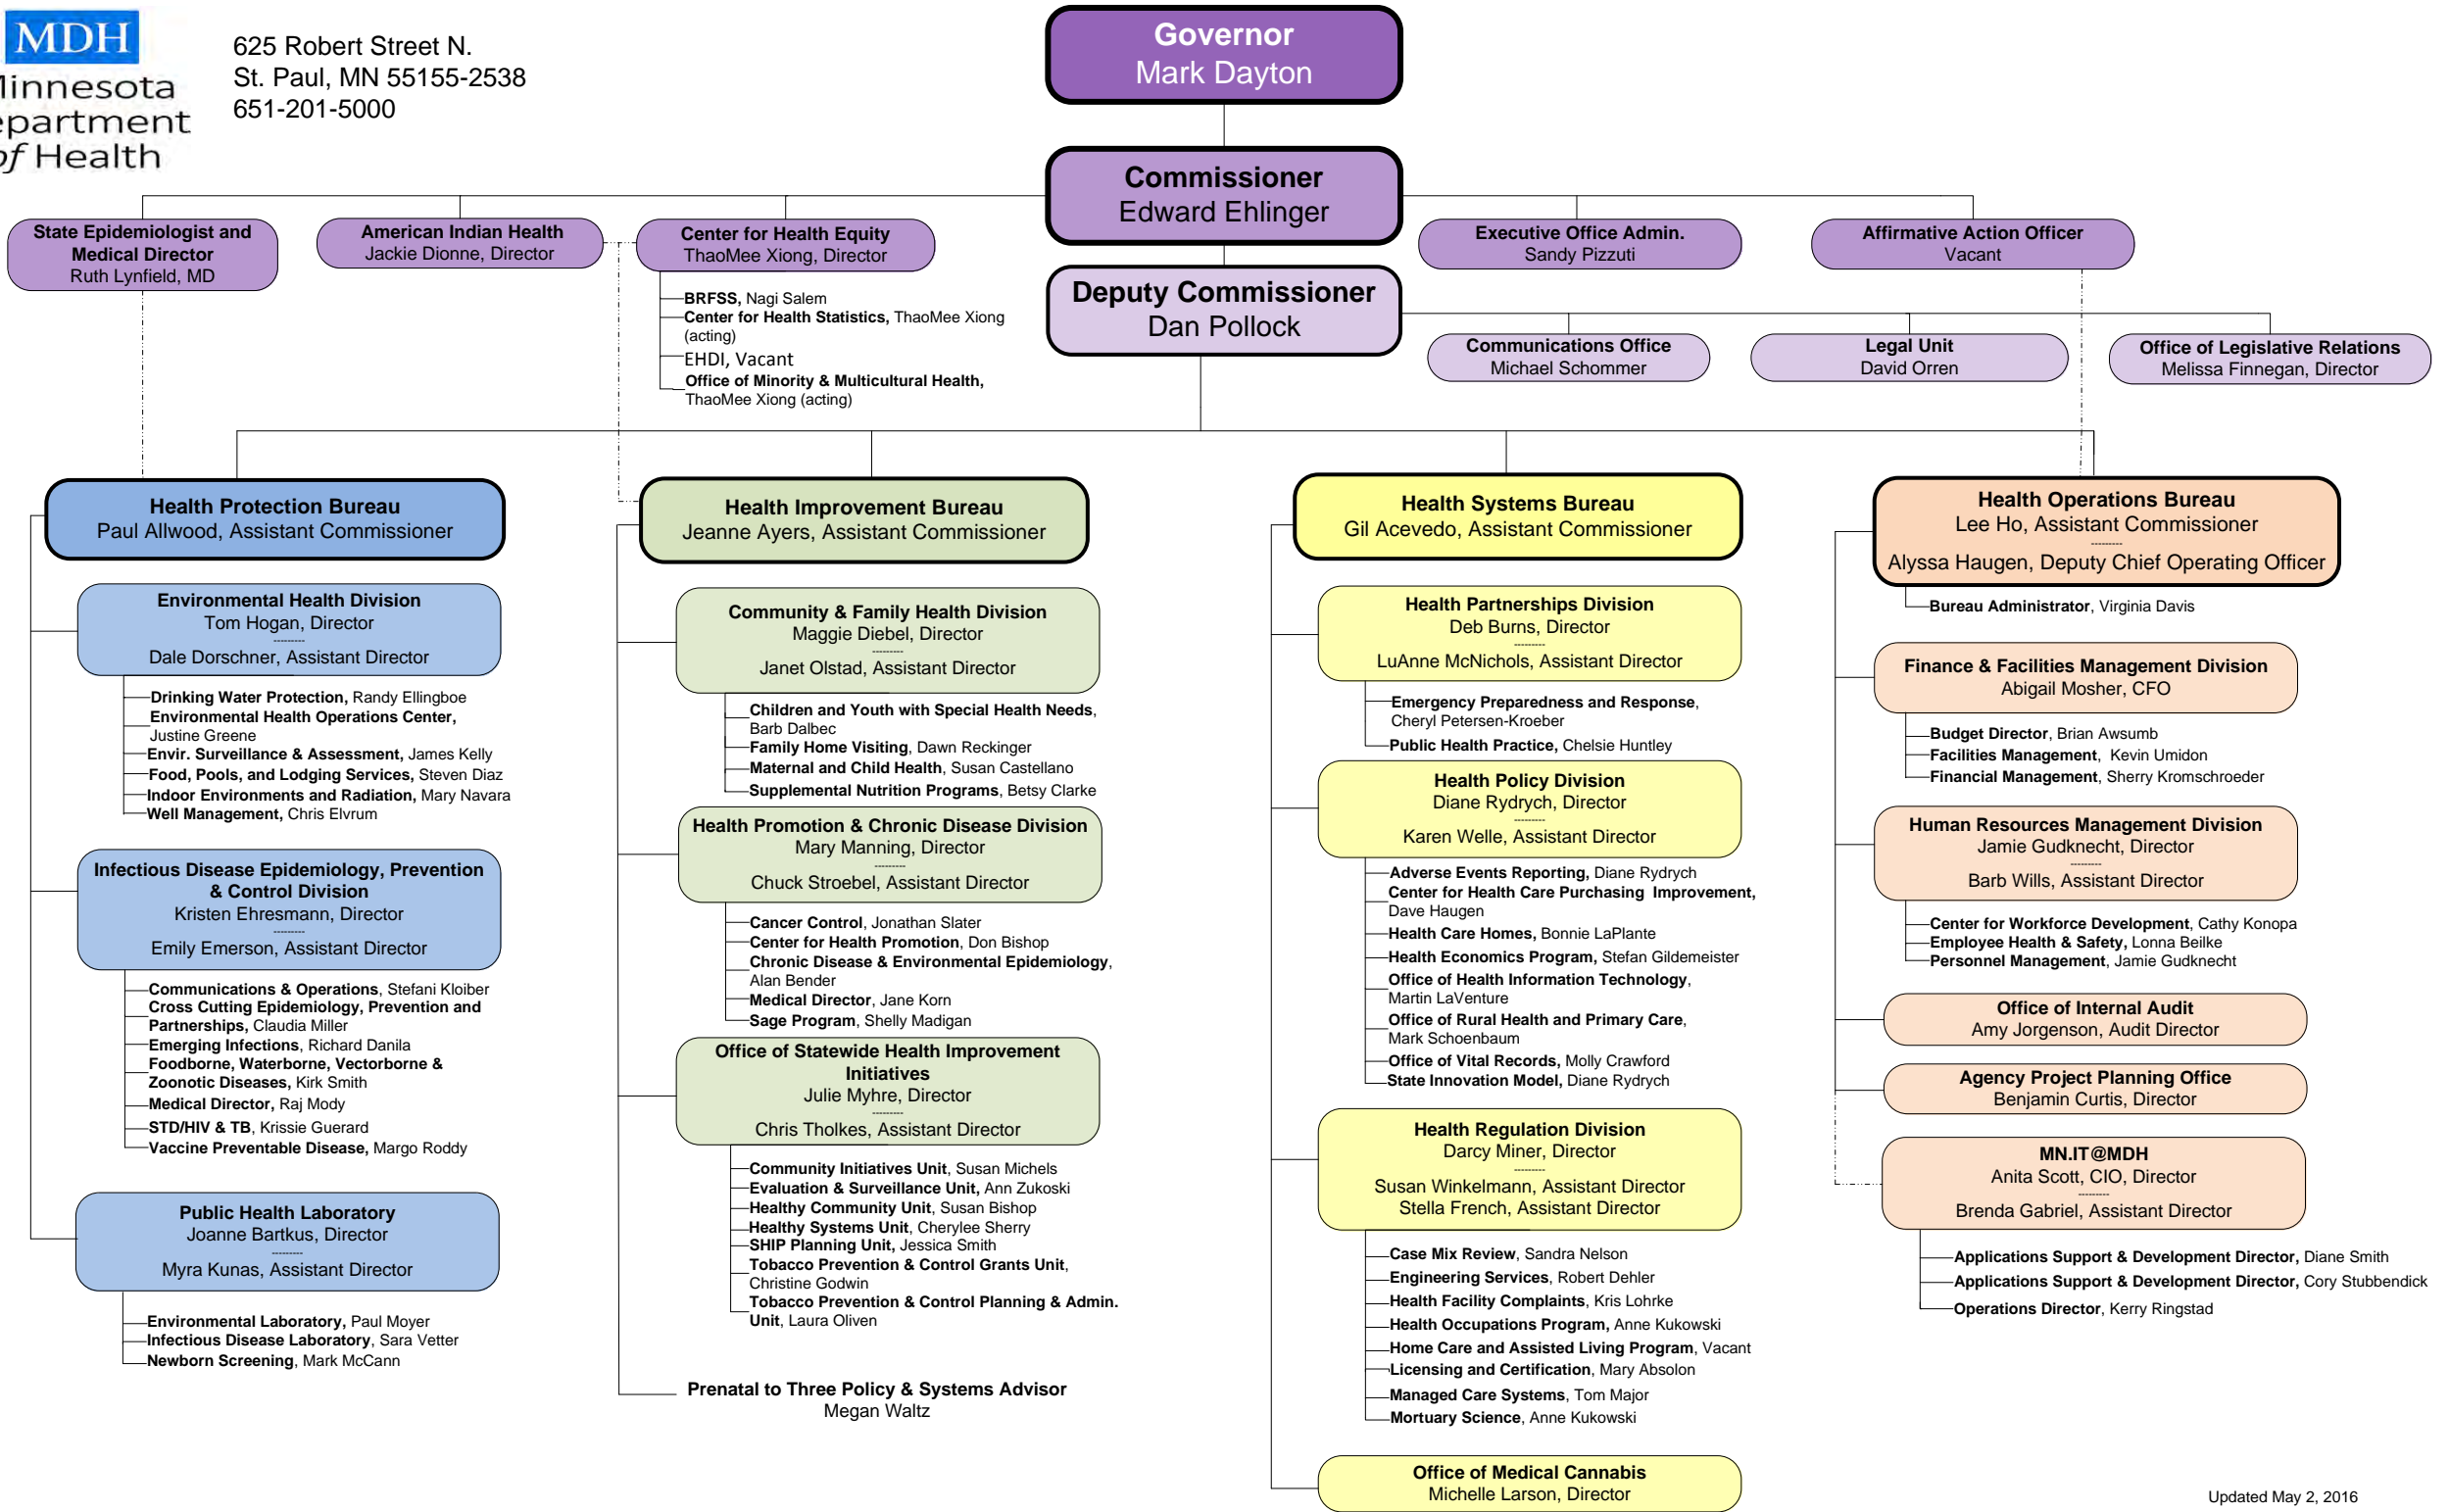 MDH
Minnesota
Department
of Health
625 Robert Street N.
St. Paul, MN 55155-2538
651-201-5000
Governor
Mark Dayton
Commissioner
Edward Ehlinger
State Epidemiologist and
Medical Director
Ruth Lynfield, MD
American Indian Health
Jackie Dionne, Director
Center for Health Equity
ThaoMee Xiong, Director
BRFSS, Nagi Salem
Center for Health Statistics, ThaoMee Xiong
(acting)
EHDI, Vacant
Office of Minority & Multicultural Health,
ThaoMee Xiong (acting)
Executive Office Admin.
Sandy Pizzuti
Affirmative Action Officer
Vacant
Deputy Commissioner
Dan Pollock
Communications Office
Michael Schommer
Legal Unit
David Orren
Office of Legislative Relations
Melissa Finnegan, Director
Health Protection Bureau
Paul Allwood, Assistant Commissioner
Environmental Health Division
Tom Hogan, Director
---------
Dale Dorschner, Assistant Director
Drinking Water Protection, Randy Ellingboe
Environmental Health Operations Center,
Justine Greene
Envir. Surveillance & Assessment, James Kelly
Food, Pools, and Lodging Services, Steven Diaz
Indoor Environments and Radiation, Mary Navara
Well Management, Chris Elvrum
Infectious Disease Epidemiology, Prevention
& Control Division
Kristen Ehresmann, Director
---------
Emily Emerson, Assistant Director
Communications & Operations, Stefani Kloiber
Cross Cutting Epidemiology, Prevention and
Partnerships, Claudia Miller
Emerging Infections, Richard Danila
Foodborne, Waterborne, Vectorborne &
Zoonotic Diseases, Kirk Smith
Medical Director, Raj Mody
STD/HIV & TB, Krissie Guerard
Vaccine Preventable Disease, Margo Roddy
Public Health Laboratory
Joanne Bartkus, Director
---------
Myra Kunas, Assistant Director
Environmental Laboratory, Paul Moyer
Infectious Disease Laboratory, Sara Vetter
Newborn Screening, Mark McCann
Health Improvement Bureau
Jeanne Ayers, Assistant Commissioner
Community & Family Health Division
Maggie Diebel, Director
---------
Janet Olstad, Assistant Director
Children and Youth with Special Health Needs,
Barb Dalbec
Family Home Visiting, Dawn Reckinger
Maternal and Child Health, Susan Castellano
Supplemental Nutrition Programs, Betsy Clarke
Health Promotion & Chronic Disease Division
Mary Manning, Director
---------
Chuck Stroebel, Assistant Director
Cancer Control, Jonathan Slater
Center for Health Promotion, Don Bishop
Chronic Disease & Environmental Epidemiology,
Alan Bender
Medical Director, Jane Korn
Sage Program, Shelly Madigan
Office of Statewide Health Improvement
Initiatives
Julie Myhre, Director
---------
Chris Tholkes, Assistant Director
Community Initiatives Unit, Susan Michels
Evaluation & Surveillance Unit, Ann Zukoski
Healthy Community Unit, Susan Bishop
Healthy Systems Unit, Cherylee Sherry
SHIP Planning Unit, Jessica Smith
Tobacco Prevention & Control Grants Unit,
Christine Godwin
Tobacco Prevention & Control Planning & Admin.
Unit, Laura Oliven
Prenatal to Three Policy & Systems Advisor
Megan Waltz
Health Systems Bureau
Gil Acevedo, Assistant Commissioner
Health Partnerships Division
Deb Burns, Director
---------
LuAnne McNichols, Assistant Director
Emergency Preparedness and Response,
Cheryl Petersen-Kroeber
Public Health Practice, Chelsie Huntley
Health Policy Division
Diane Rydrych, Director
---------
Karen Welle, Assistant Director
Adverse Events Reporting, Diane Rydrych
Center for Health Care Purchasing Improvement,
Dave Haugen
Health Care Homes, Bonnie LaPlante
Health Economics Program, Stefan Gildemeister
Office of Health Information Technology,
Martin LaVenture
Office of Rural Health and Primary Care,
Mark Schoenbaum
Office of Vital Records, Molly Crawford
State Innovation Model, Diane Rydrych
Health Regulation Division
Darcy Miner, Director
---------
Susan Winkelmann, Assistant Director
Stella French, Assistant Director
Case Mix Review, Sandra Nelson
Engineering Services, Robert Dehler
Health Facility Complaints, Kris Lohrke
Health Occupations Program, Anne Kukowski
Home Care and Assisted Living Program, Vacant
Licensing and Certification, Mary Absolon
Managed Care Systems, Tom Major
Mortuary Science, Anne Kukowski
Office of Medical Cannabis
Michelle Larson, Director
Health Operations Bureau
Lee Ho, Assistant Commissioner
---------
Alyssa Haugen, Deputy Chief Operating Officer
Bureau Administrator, Virginia Davis
Finance & Facilities Management Division
Abigail Mosher, CFO
Budget Director, Brian Awsumb
Facilities Management, Kevin Umidon
Financial Management, Sherry Kromschroeder
Human Resources Management Division
Jamie Gudknecht, Director
---------
Barb Wills, Assistant Director
Center for Workforce Development, Cathy Konopa
Employee Health & Safety, Lonna Beilke
Personnel Management, Jamie Gudknecht
Office of Internal Audit
Amy Jorgenson, Audit Director
Agency Project Planning Office
Benjamin Curtis, Director
MN.IT@MDH
Anita Scott, CIO, Director
---------
Brenda Gabriel, Assistant Director
Applications Support & Development Director, Diane Smith
Applications Support & Development Director, Cory Stubbendick
Operations Director, Kerry Ringstad
Updated May 2, 2016